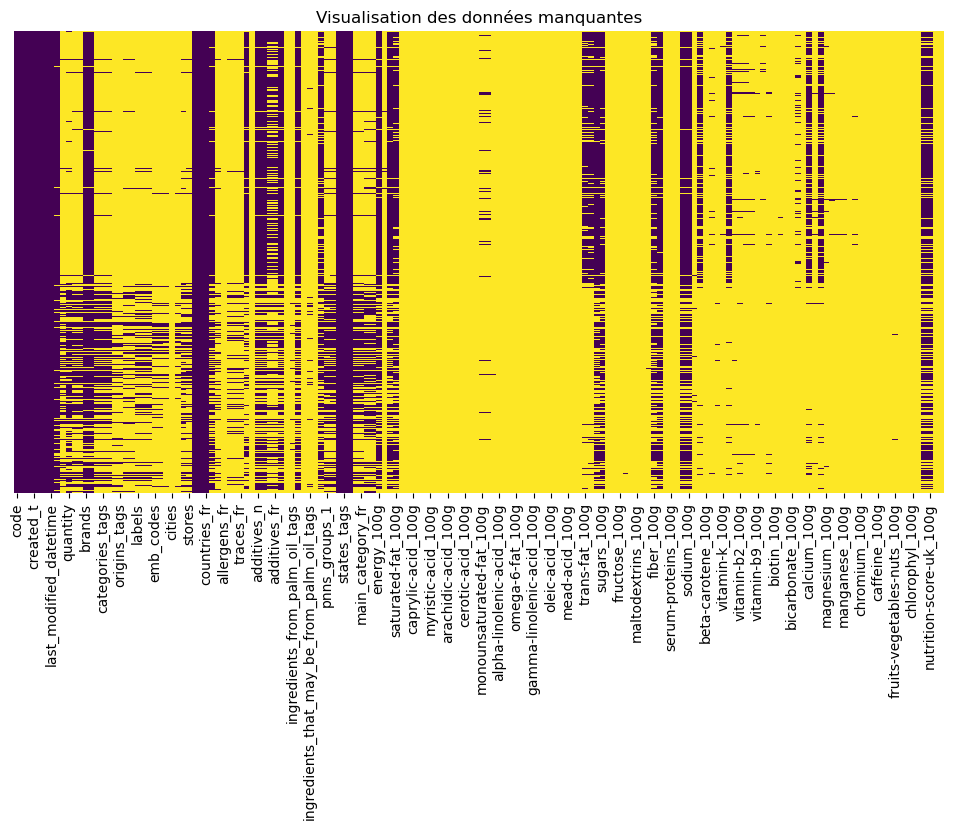 Visualisation des données manquantes
code
created_t
last_modified_datetime
quantity
brands
categories_tags
origins_tags
labels
emb_codes
cities
stores
countries_fr
allergens_fr
traces_fr
additives_n
additives_fr
ingredients_from_palm_oil_tags
ingredients_that_may_be_from_palm_oil_tags
pnns_groups_1
states_tags
main_category_fr
energy_100g
saturated-fat_100g
caprylic-acid_100g
myristic-acid_100g
arachidic-acid_100g
cerotic-acid_100g
monounsaturated-fat_100g
alpha-linolenic-acid_100g
omega-6-fat_100g
gamma-linolenic-acid_100g
oleic-acid_100g
mead-acid_100g
trans-fat_100g
sugars_100g
fructose_100g
maltodextrins_100g
fiber_100g
serum-proteins_100g
sodium_100g
beta-carotene_100g
vitamin-k_100g
vitamin-b2_100g
vitamin-b9_100g
biotin_100g
bicarbonate_100g
calcium_100g
magnesium_100g
manganese_100g
chromium_100g
caffeine_100g
fruits-vegetables-nuts_100g
chlorophyl_100g
nutrition-score-uk_100g